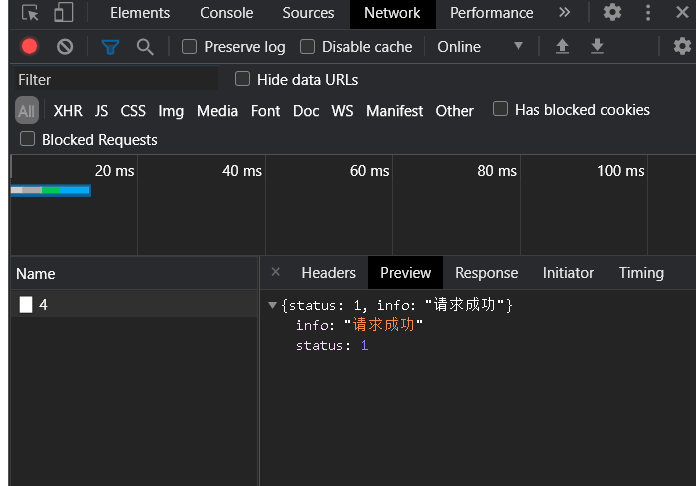 Elements Console Sources Network Performance »
Preserve log Disable cache Online
Filter Hide data URLs
All XHR JS CSS Img Media Font Doc WS Manifest Other Has blocked cookies
Blocked Requests
20 ms 40 ms 60 ms 80 ms 100 ms
Name × Headers Preview Response Initiator Timing
4 {status: 1, info: "请求成功"}
info: "请求成功"
status: 1